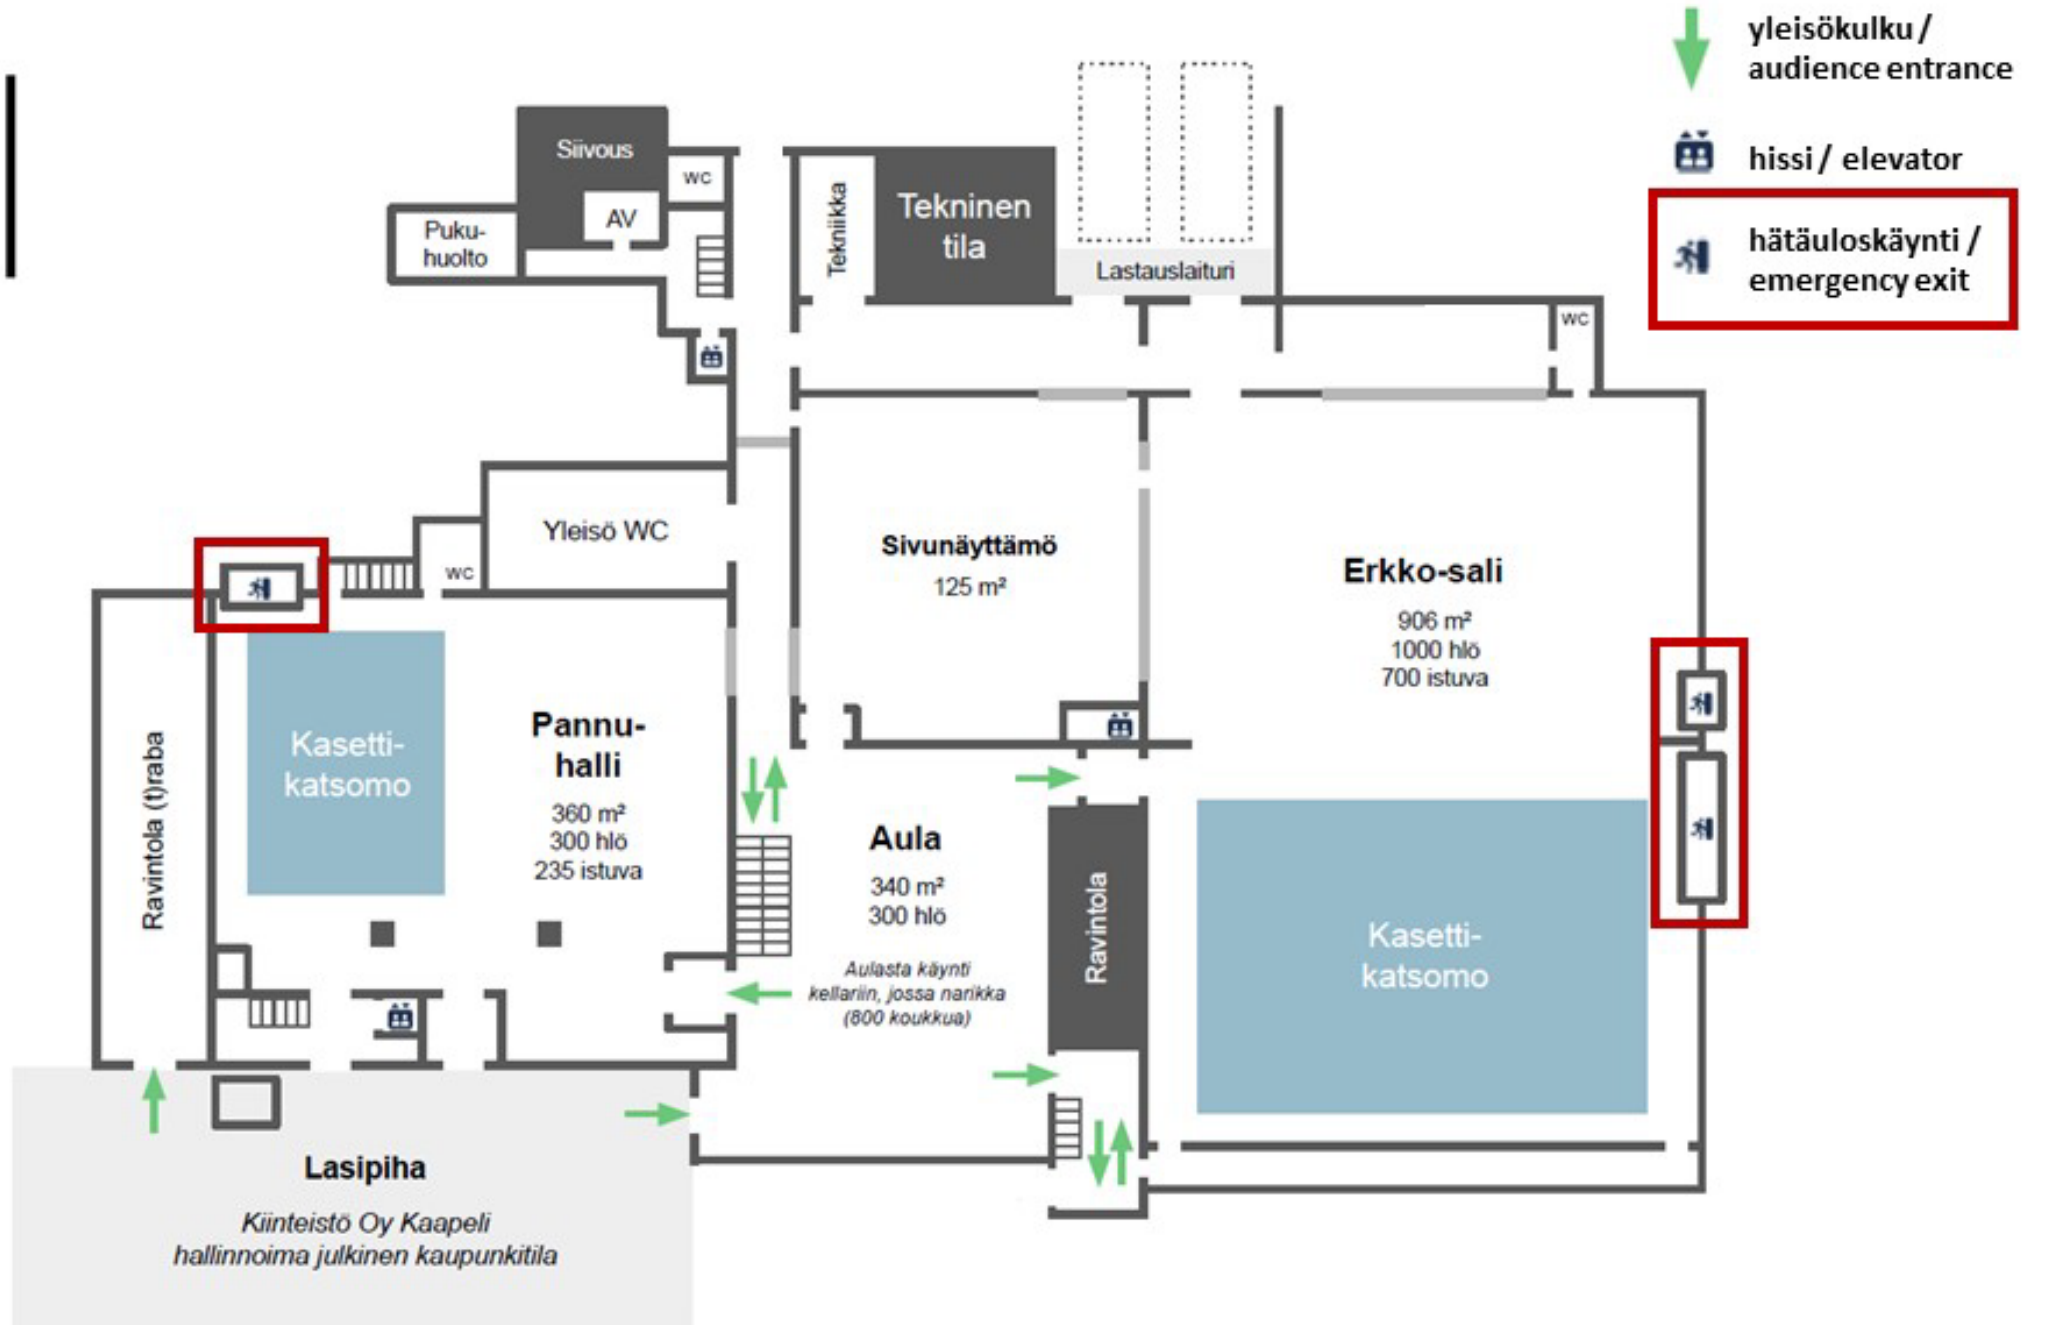 yleisökulku /
audience entrance
hissi / elevator
hätäuloskäynti /
emergency exit
Siivous
wc
AV
Puku-
huolto
Tekniikka
Tekninen
tila
Lastauslaituri
wc
Yleisö WC
wc
Sivunäyttämö
125 m²
Erkko-sali
906 m²
1000 hlö
700 istuva
Ravintola (t)raba
Kasetti-
katsomo
Pannu-
halli
360 m²
300 hlö
235 istuva
Aula
340 m²
300 hlö
Aulasta käynti
kellariin, jossa narikka
(800 koukkua)
Ravintola
Kasetti-
katsomo
Lasipiha
Kiinteistö Oy Kaapeli
hallinnoima julkinen kaupunkitila